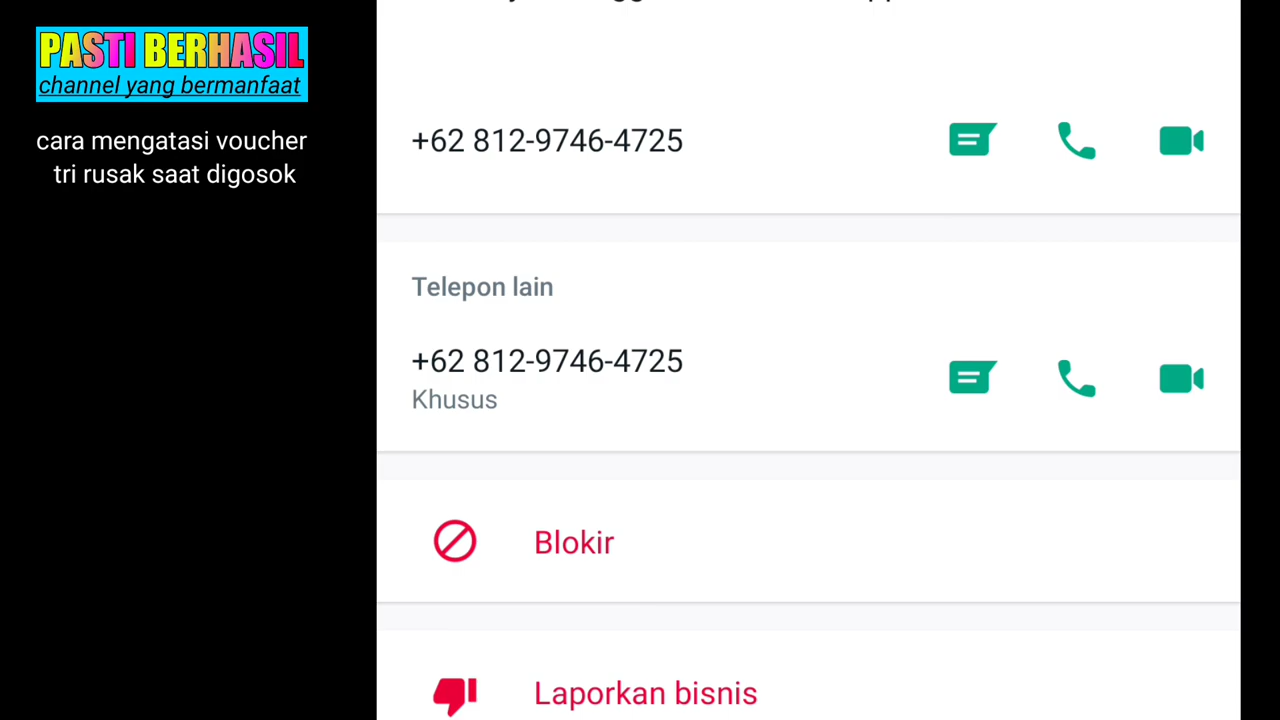 PASTI BERHASIL
channel yang bermanfaat
cara mengatasi voucher
tri rusak saat digosok
+62 812-9746-4725
Telepon lain
+62 812-9746-4725
Khusus
Blokir
Laporkan bisnis